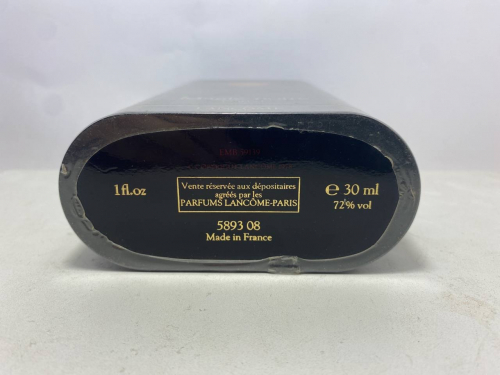 1fl.oz
Vente réservée aux dépositaires
agréés par les
PARFUMS LANCÔME-PARIS
℮ 30 ml
72% vol
5893 08
Made in France